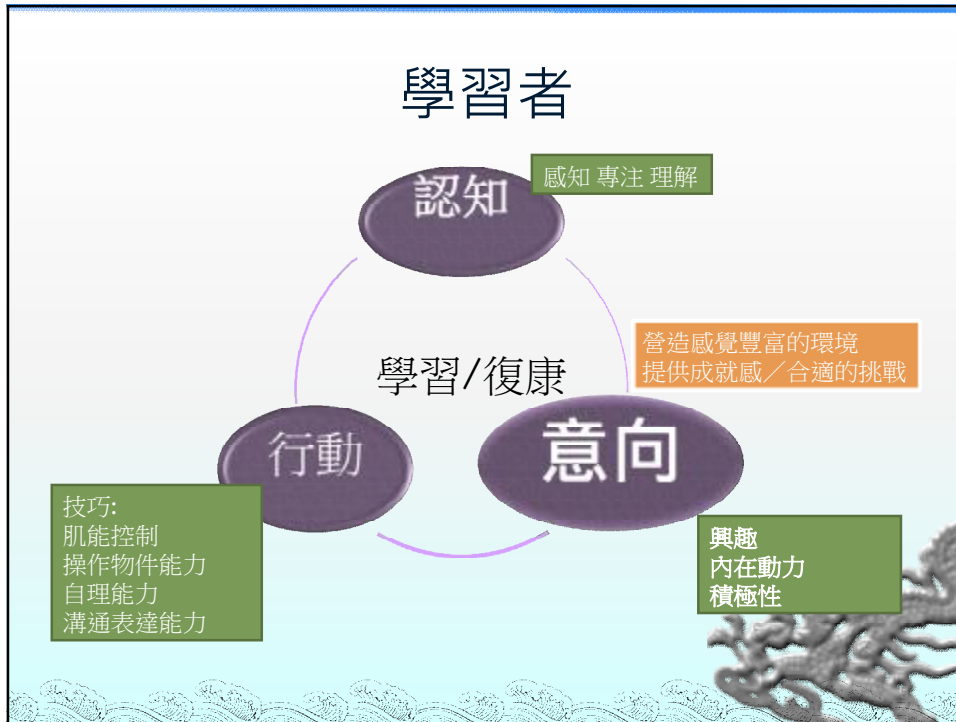 學習者
認知
感知 專注 理解
營造感覺豐富的環境
提供成就感／合適的挑戰
學習/復康
行動
意向
技巧:
肌能控制
操作物件能力
自理能力
溝通表達能力
興趣
內在動力
積極性